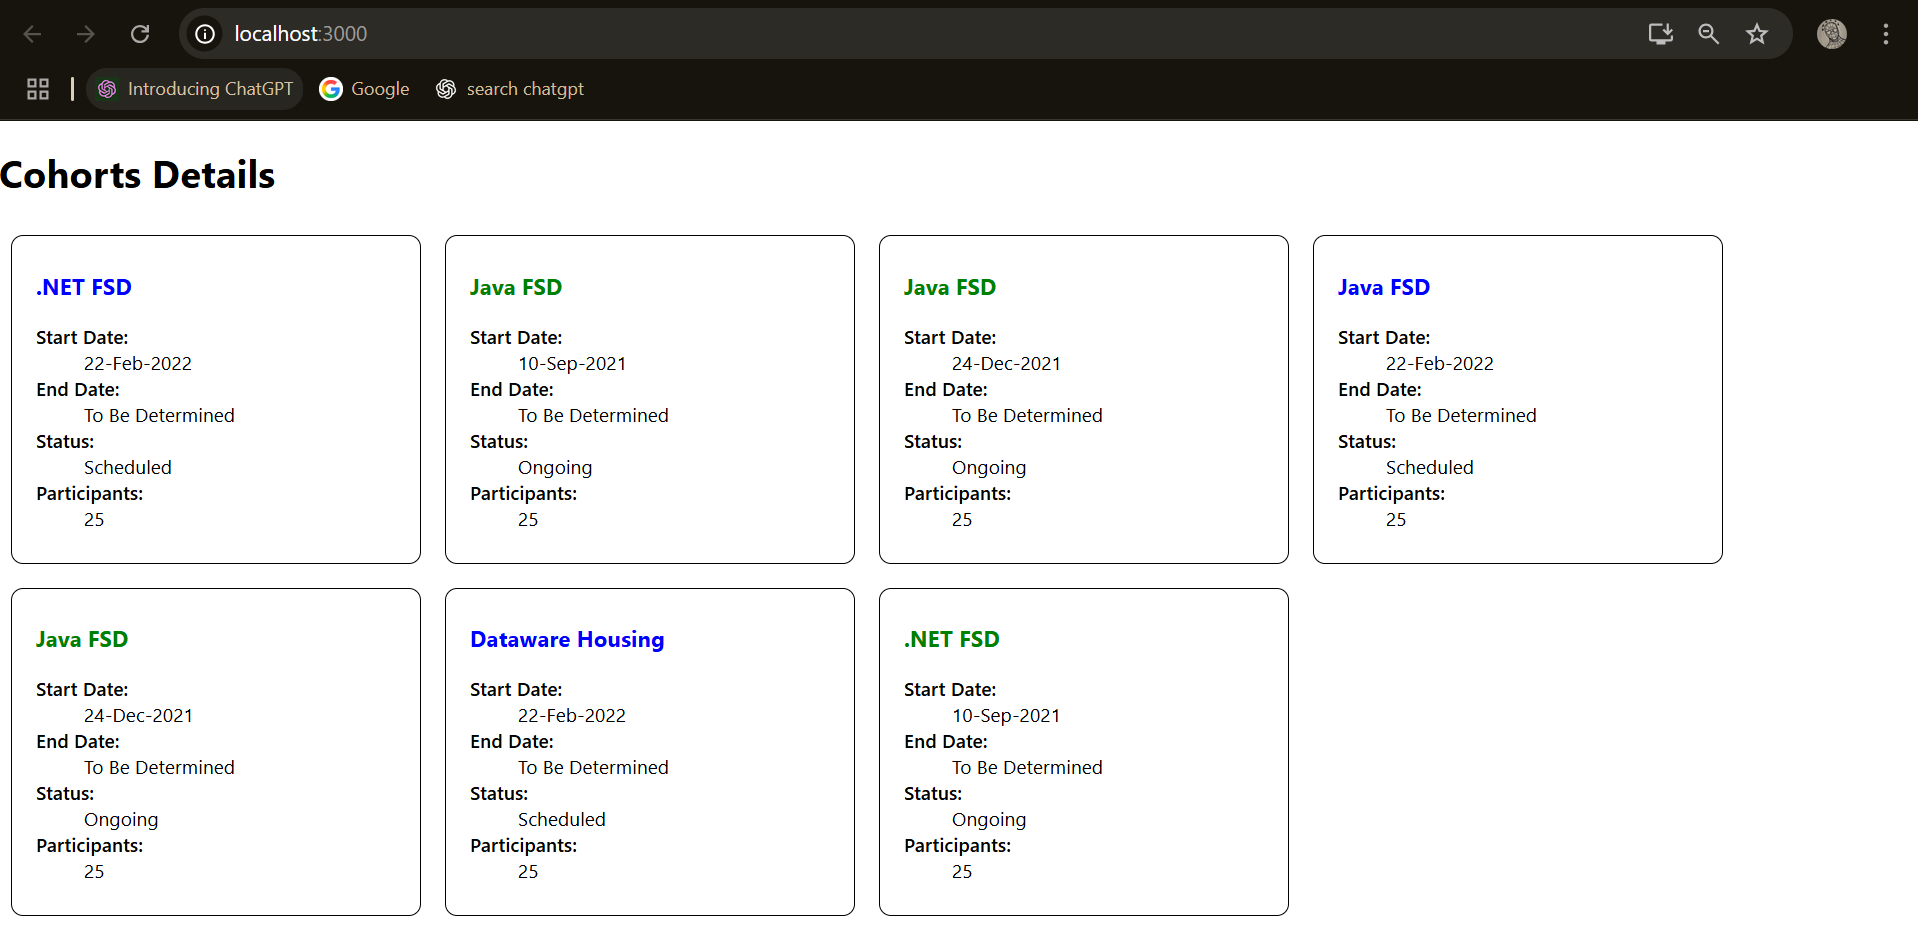 localhost:3000
Introducing ChatGPT
Google
search chatgpt
Cohorts Details
.NET FSD
Start Date:
22-Feb-2022
End Date:
To Be Determined
Status:
Scheduled
Participants:
25
Java FSD
Start Date:
10-Sep-2021
End Date:
To Be Determined
Status:
Ongoing
Participants:
25
Java FSD
Start Date:
24-Dec-2021
End Date:
To Be Determined
Status:
Ongoing
Participants:
25
Java FSD
Start Date:
22-Feb-2022
End Date:
To Be Determined
Status:
Scheduled
Participants:
25
Java FSD
Start Date:
24-Dec-2021
End Date:
To Be Determined
Status:
Ongoing
Participants:
25
Dataware Housing
Start Date:
22-Feb-2022
End Date:
To Be Determined
Status:
Scheduled
Participants:
25
.NET FSD
Start Date:
10-Sep-2021
End Date:
To Be Determined
Status:
Ongoing
Participants:
25